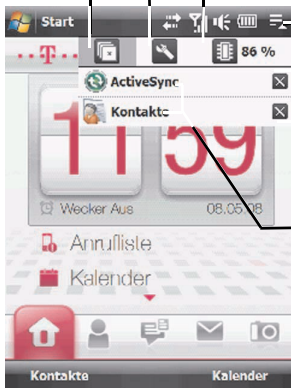 Start
T
86 %
ActiveSync
Kontakte
11 59
Wecker Aus 08.05.08
Anrufliste
Kalender
Kontakte Kalender